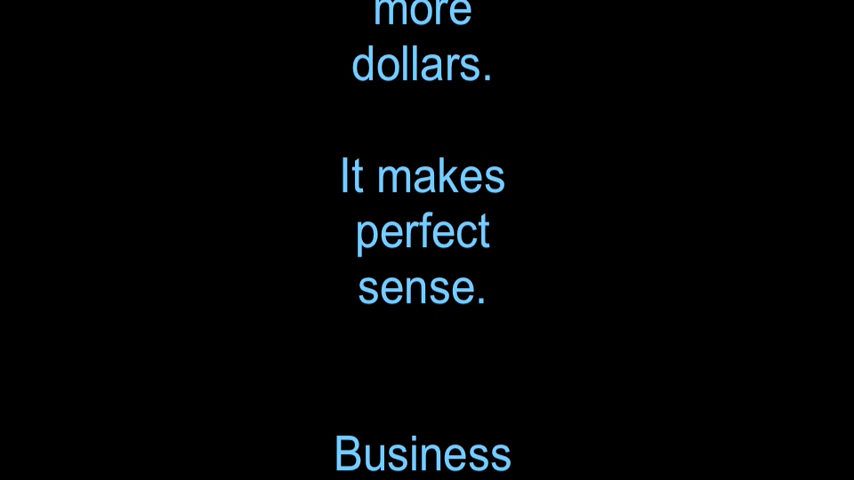 more
dollars.
It makes
perfect
sense.
Business